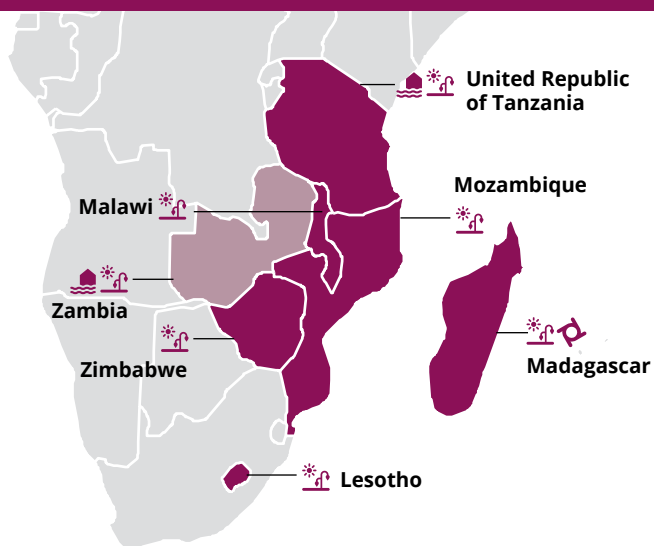 United Republic
of Tanzania
Mozambique
Malawi
Zambia
Zimbabwe
Madagascar
Lesotho